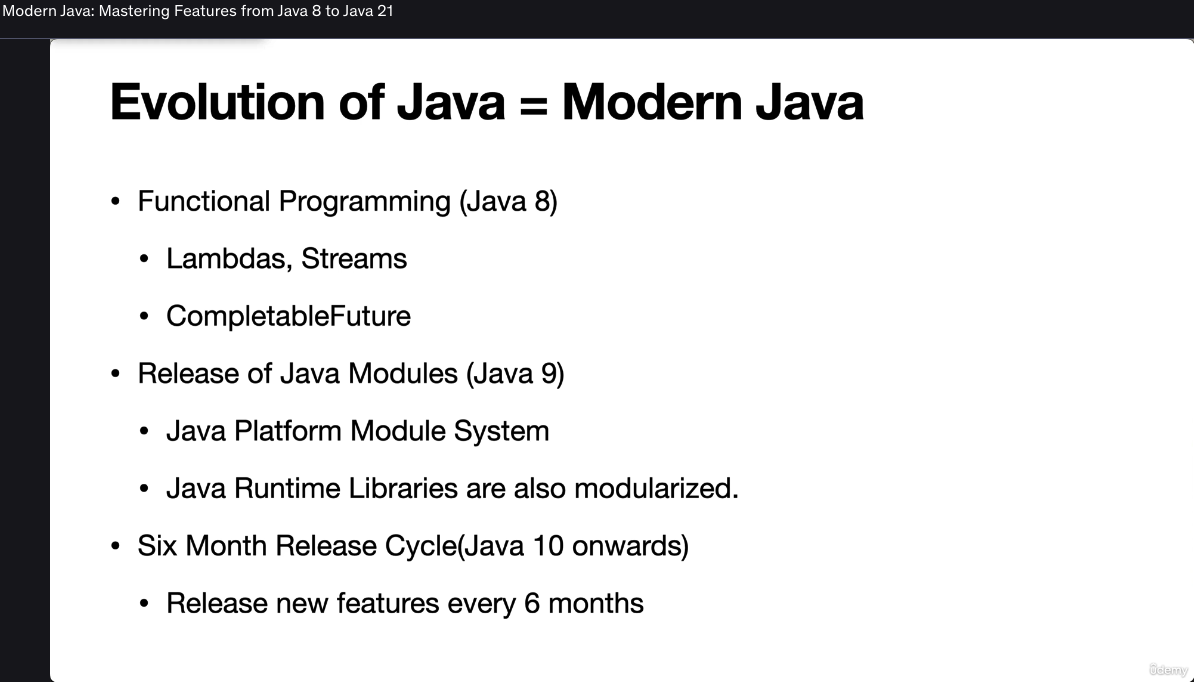 Modern Java: Mastering Features from Java 8 to Java 21
Evolution of Java = Modern Java
• Functional Programming (Java 8)
• Lambdas, Streams
• CompletableFuture
• Release of Java Modules (Java 9)
• Java Platform Module System
• Java Runtime Libraries are also modularized.
• Six Month Release Cycle(Java 10 onwards)
• Release new features every 6 months
ûdemy